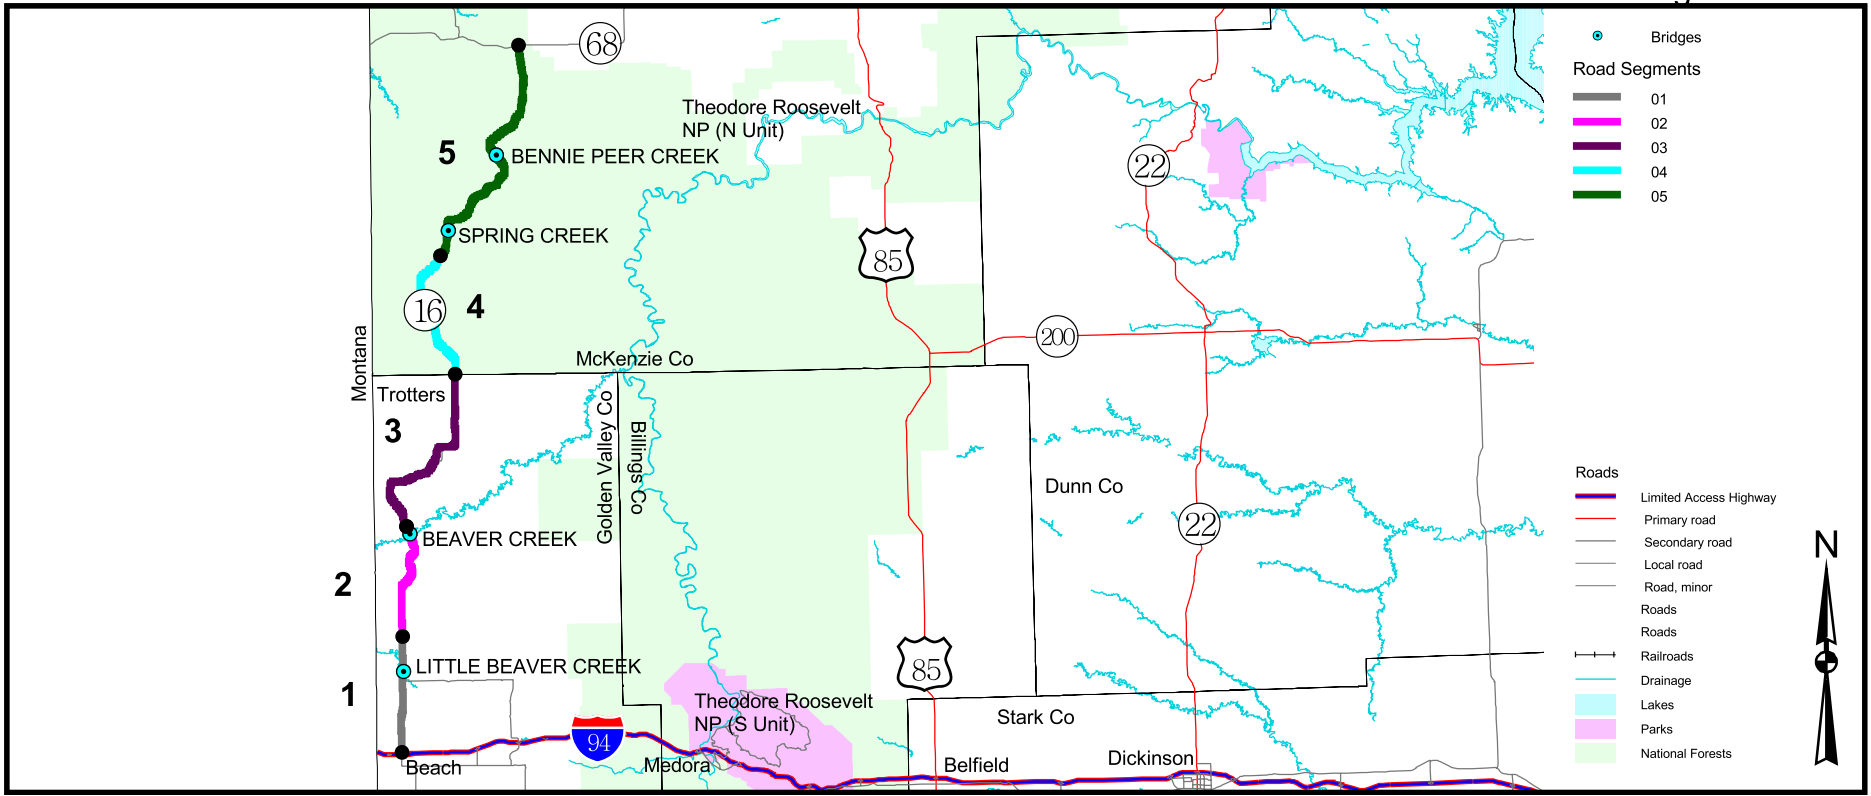 68
Theodore Roosevelt
NP (N Unit)
5
BENNIE PEER CREEK
22
SPRING CREEK
85
16
4
200
Montana
McKenzie Co
Trotters
3
Golden Valley Co
Billings Co
Dunn Co
22
BEAVER CREEK
2
LITTLE BEAVER CREEK
85
1
Theodore Roosevelt
NP (S Unit)
Stark Co
94
Beach
Medora
Belfield
Dickinson
Bridges
Road Segments
01
02
03
04
05
Roads
Limited Access Highway
Primary road
Secondary road
Local road
Road, minor
Roads
Roads
Railroads
Drainage
Lakes
Parks
National Forests
N